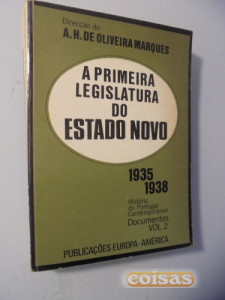 Direcção de
A. H. DE OLIVEIRA MARQUES
A PRIMEIRA
LEGISLATURA
DO
ESTADO NOVO
1935
1938
História
de Portugal
Contemporâneo
Documentos
VOL. 2
PUBLICAÇÕES EUROPA-AMÉRICA
coisas